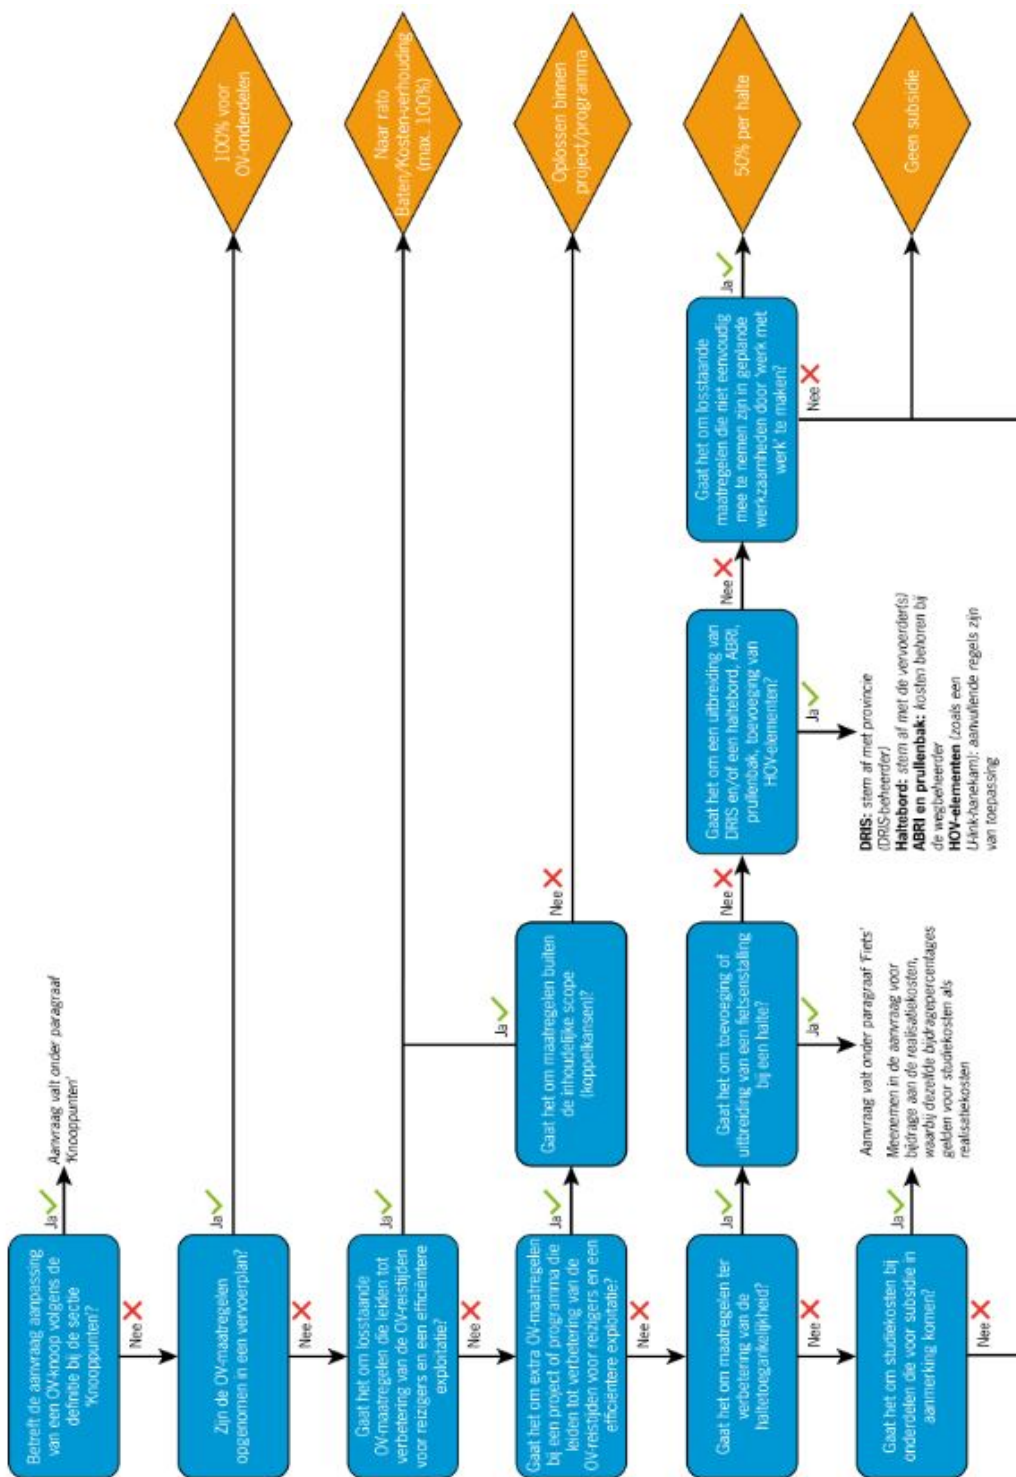 Betreft de aanvraag aanpassing
van een OV-knoop volgens de
definitie bij de sectie
'Knooppunten'?
Ja
Aanvraag valt onder paragraaf
'Knooppunten'
Nee
Zijn de OV-maatregelen
opgenomen in een vervoerplan?
Ja
100% voor
OV-onderdelen
Nee
Gaat het om losstaande
OV-maatregelen die leiden tot
verbetering van de OV-reistijden
voor reizigers en een efficiëntere
exploitatie?
Ja
Naar rato
Baten/Kosten-verhouding
(max. 100%)
Nee
Gaat het om extra OV-maatregelen
bij een project of programma die
leiden tot verbetering van de
OV-reistijden voor reizigers en een
efficiëntere exploitatie?
Ja
Gaat het om maatregelen buiten
de inhoudelijke scope
(koppelkansen)?
Ja
Nee
Oplossen binnen
project/programma
Nee
Gaat het om maatregelen ter
verbetering van de
haltetoegankelijkheid?
Ja
Gaat het om toevoeging of
uitbreiding van een fietsenstalling
bij een halte?
Ja
Aanvraag valt onder paragraaf 'Fiets'
Nee
Gaat het om een uitbreiding van
DRIS en/of een haltebord, ABRI,
prullenbak, toevoeging van
HOV-elementen?
Ja
DRIS: stem af met provincie
(DRIS-beheerder)
Haltebord: stem af met de vervoerder(s)
ABRI en prullenbak: kosten behoren bij
de wegbeheerder
HOV-elementen (zoals een
U-link-hanekam): aanvullende regels zijn
van toepassing
Nee
Gaat het om losstaande
maatregelen die niet eenvoudig
mee te nemen zijn in geplande
werkzaamheden door 'werk met
werk' te maken?
Ja
50% per halte
Nee
Geen subsidie
Nee
Gaat het om studiekosten bij
onderdelen die voor subsidie in
aanmerking komen?
Ja
Meenemen in de aanvraag voor
bijdrage aan de realisatiekosten,
waarbij dezelfde bijdragepercentages
gelden voor studiekosten als
realisatiekosten
Nee